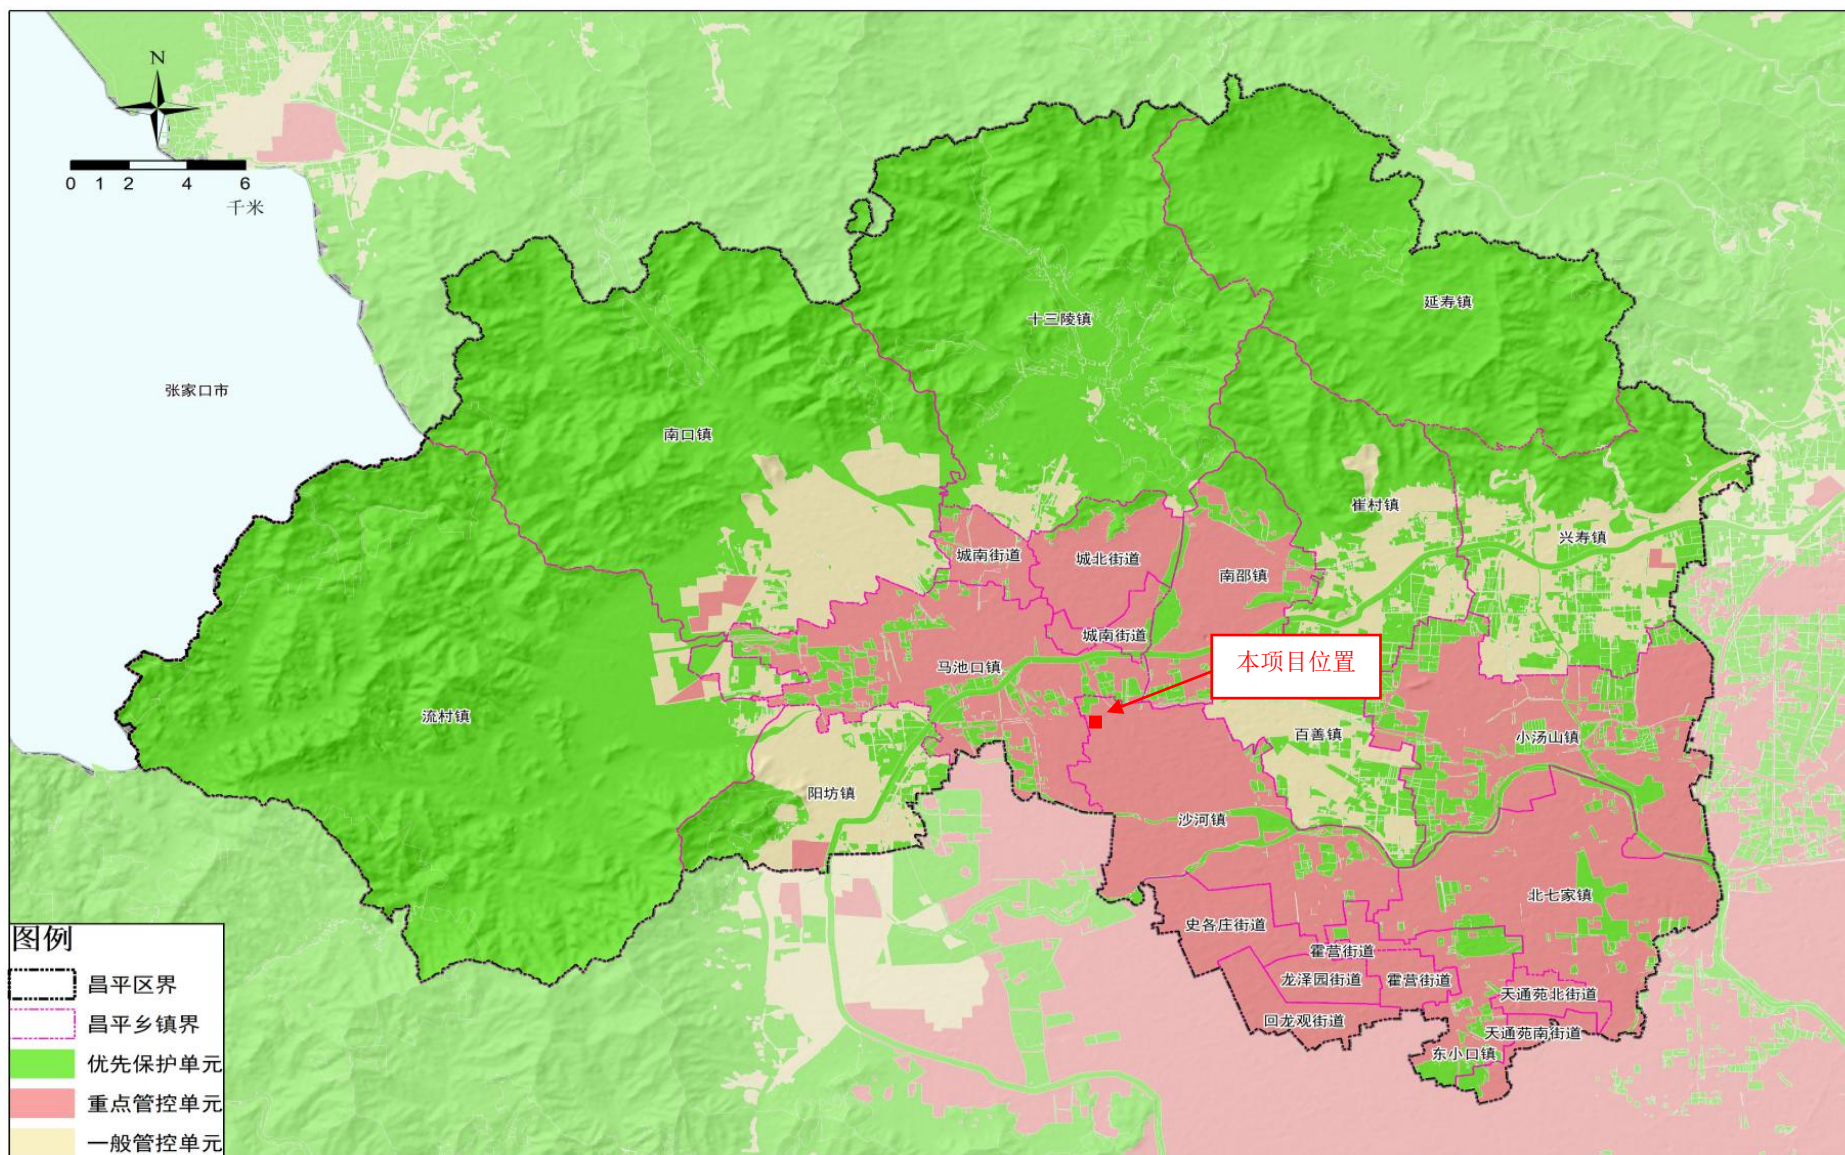 N
0 1 2 4 6
千米
张家口市
延寿镇
十三陵镇
南口镇
崔村镇
兴寿镇
城南街道
城北街道
南邵镇
城南街道
本项目位置
马池口镇
流村镇
百善镇
小汤山镇
阳坊镇
沙河镇
北七家镇
史各庄街道
霍营街道
龙泽园街道
霍营街道
天通苑北街道
回龙观街道
天通苑南街道
东小口镇
图例
昌平区界
昌平乡镇界
优先保护单元
重点管控单元
一般管控单元